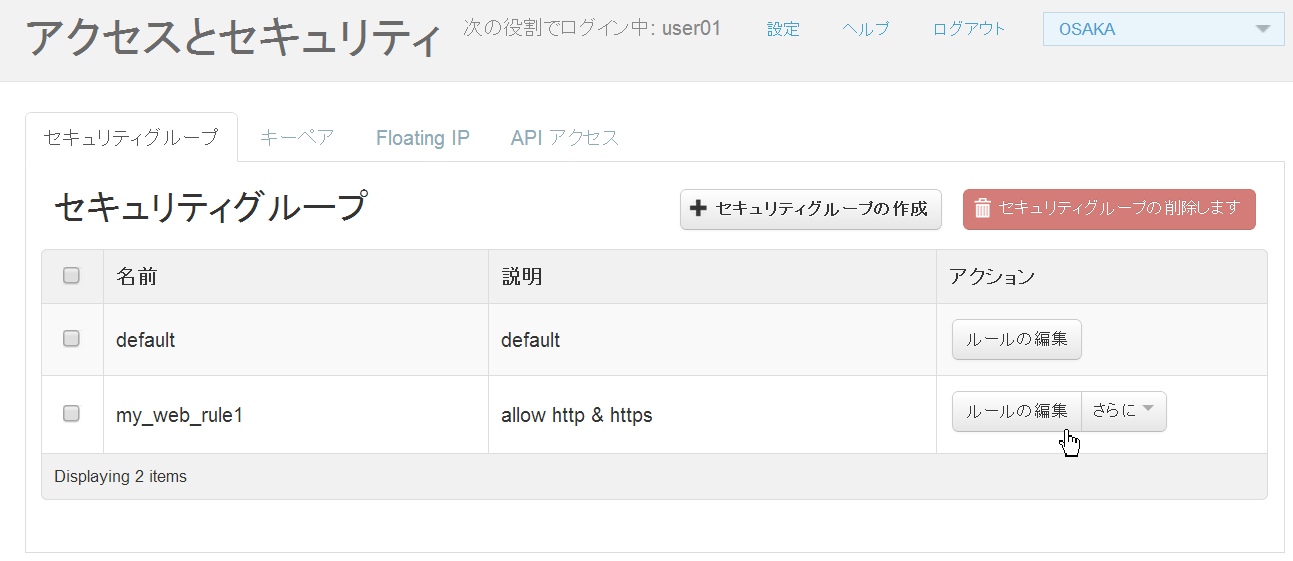 アクセスとセキュリティ 次の役割でログイン中: user01 設定 ヘルプ ログアウト OSAKA
セキュリティグループ キーペア Floating IP API アクセス
セキュリティグループ セキュリティグループの作成 セキュリティグループの削除します
名前 説明 アクション
default default ルールの編集
my_web_rule1 allow http & https ルールの編集 さらに
Displaying 2 items